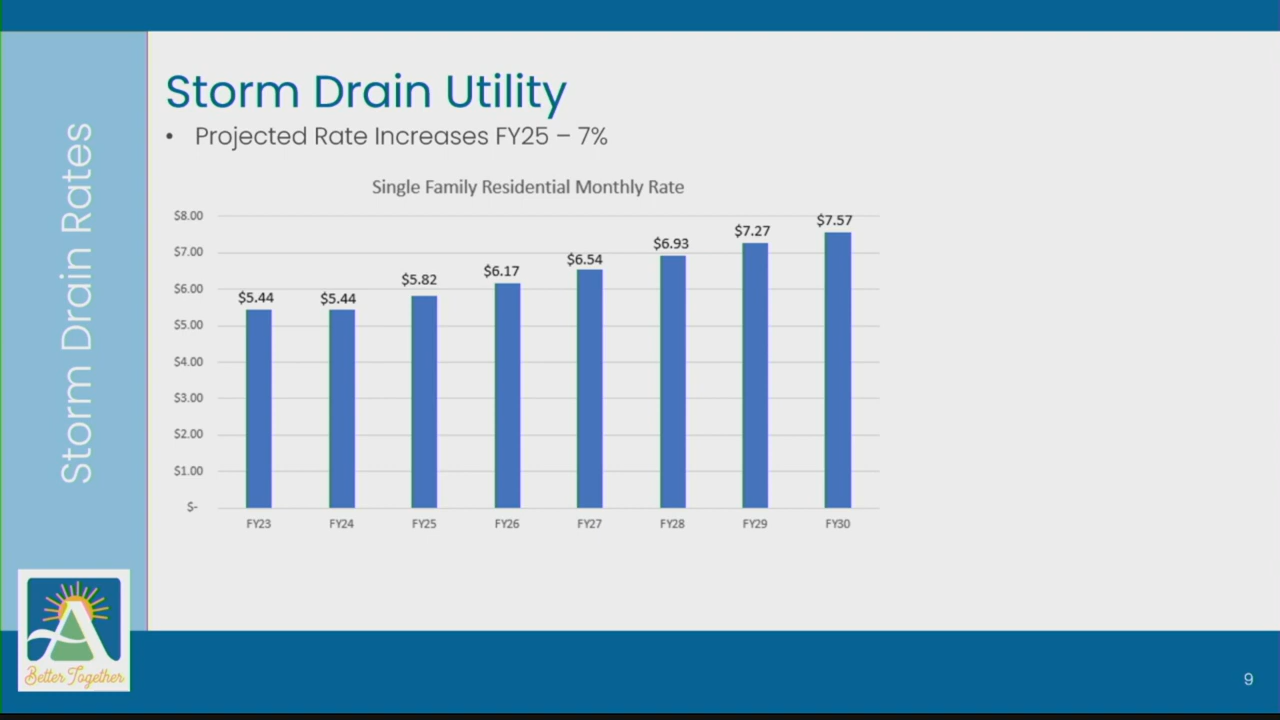 Storm Drain Rates
Storm Drain Utility
• Projected Rate Increases FY25 – 7%
Single Family Residential Monthly Rate
$8.00
$7.00
$6.00
$5.00
$4.00
$3.00
$2.00
$1.00
$-
$5.44
$5.44
$5.82
$6.17
$6.54
$6.93
$7.27
$7.57
FY23
FY24
FY25
FY26
FY27
FY28
FY29
FY30
A
Better Together
9